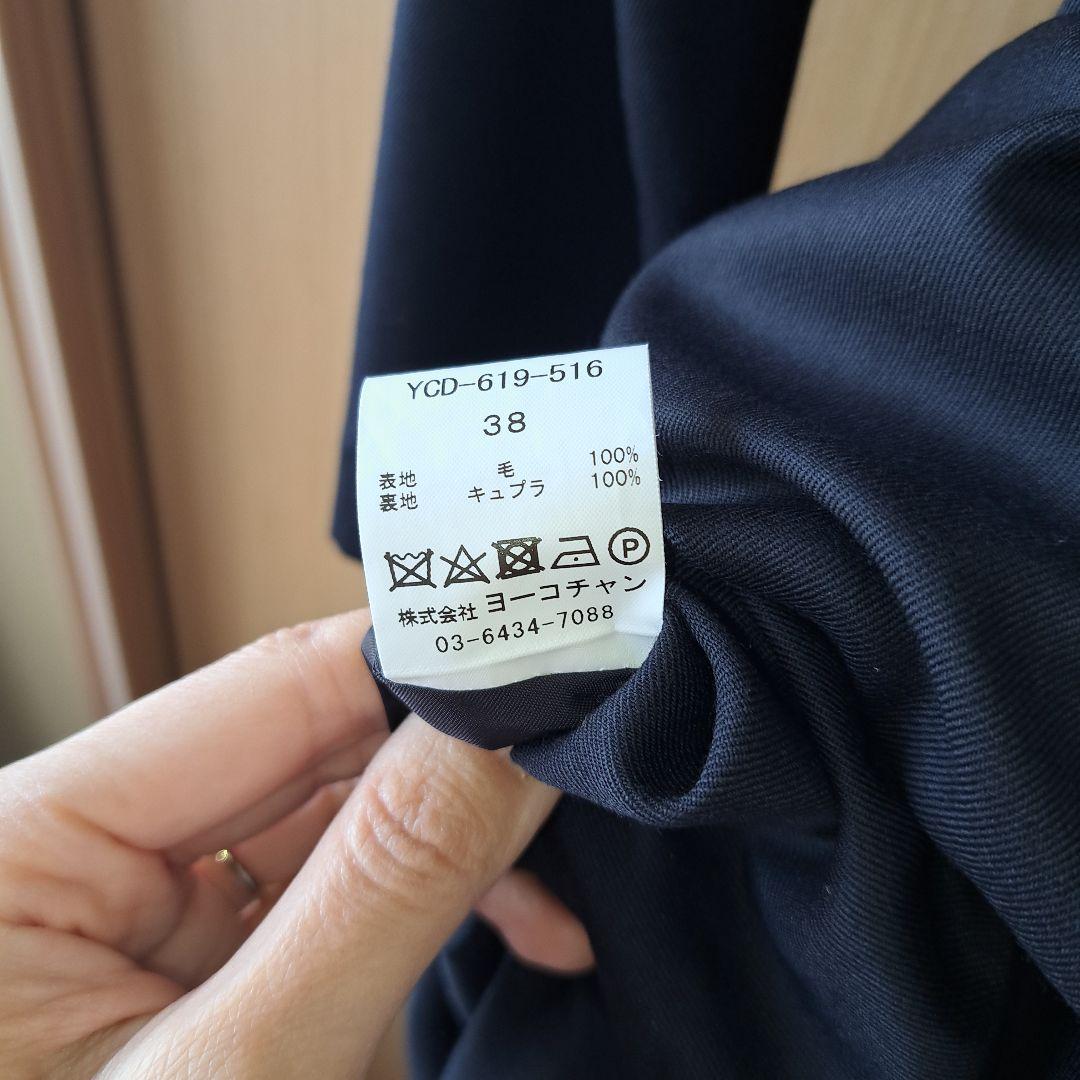 YCD-619-516
38
表地 毛 100%
裏地 キュプラ 100%
P
株式会社 ヨーコチャン
03-6434-7088